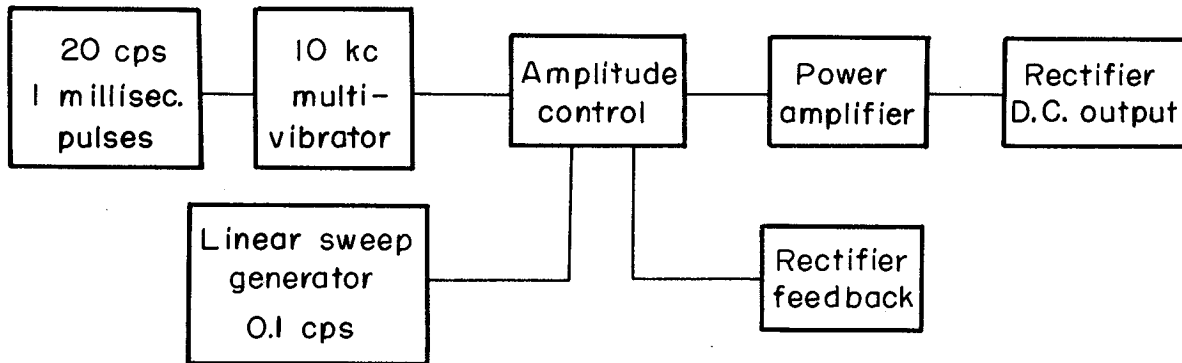 20 cps
1 millisec.
pulses
10 kc
multi-
vibrator
Amplitude
control
Power
amplifier
Rectifier
D.C. output
Linear sweep
generator
0.1 cps
Rectifier
feedback